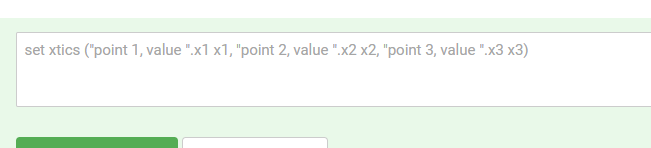 set xtics ("point 1, value ".x1 x1, "point 2, value ".x2 x2, "point 3, value ".x3 x3)